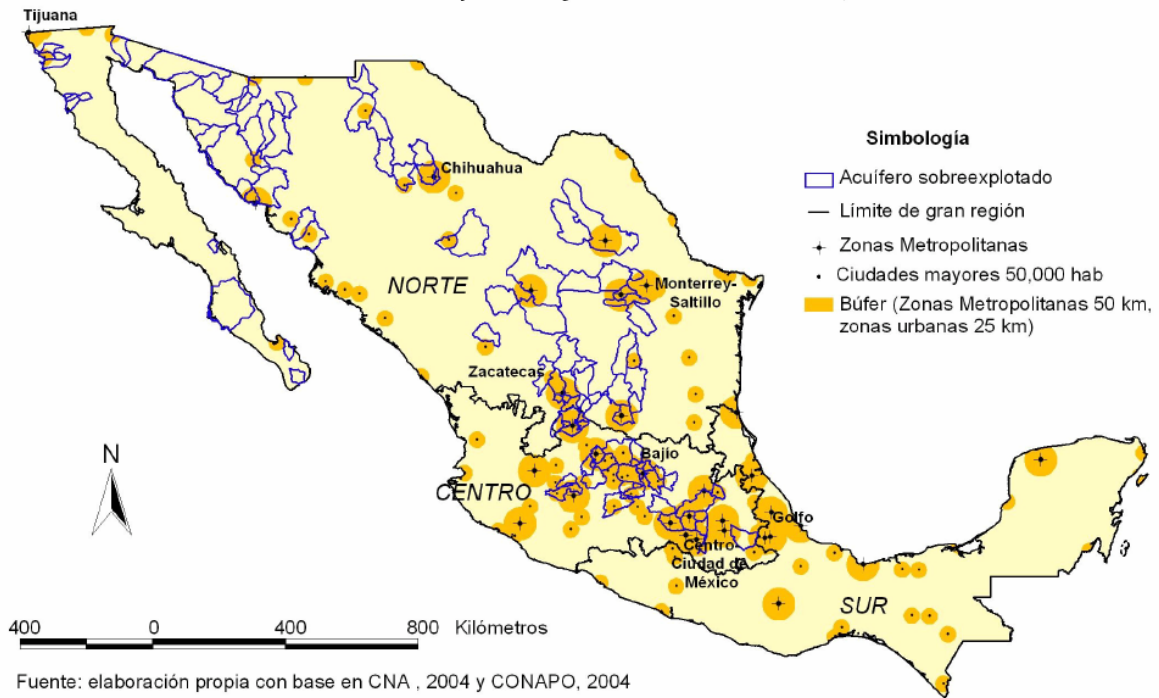 Tijuana
Chihuahua
NORTE
Monterrey-
Saltillo
Zacatecas
Bajío
CENTRO
Golfo
Centro-
Ciudad de
México
SUR
N
Simbología
Acuífero sobreexplotado
Límite de gran región
Zonas Metropolitanas
Ciudades mayores 50,000 hab
Búfer (Zonas Metropolitanas 50 km,
zonas urbanas 25 km)
400 0 400 800 Kilómetros
Fuente: elaboración propia con base en CNA , 2004 y CONAPO, 2004